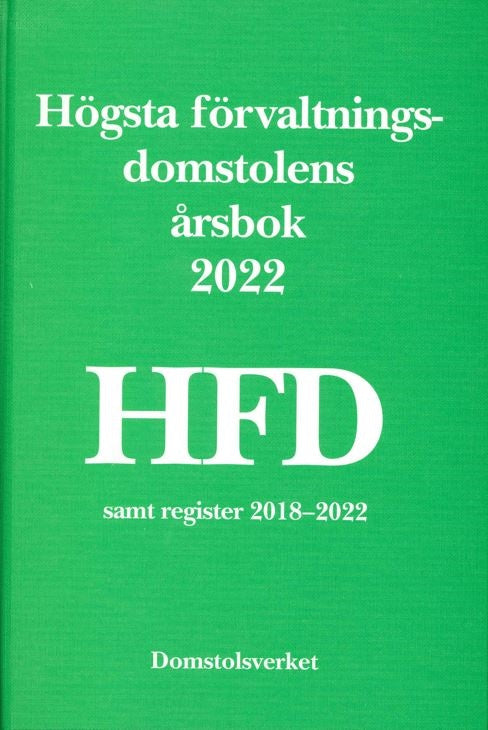 Högsta förvaltnings-
domstolens
årsbok
2022
HFD
samt register 2018–2022
Domstolsverket